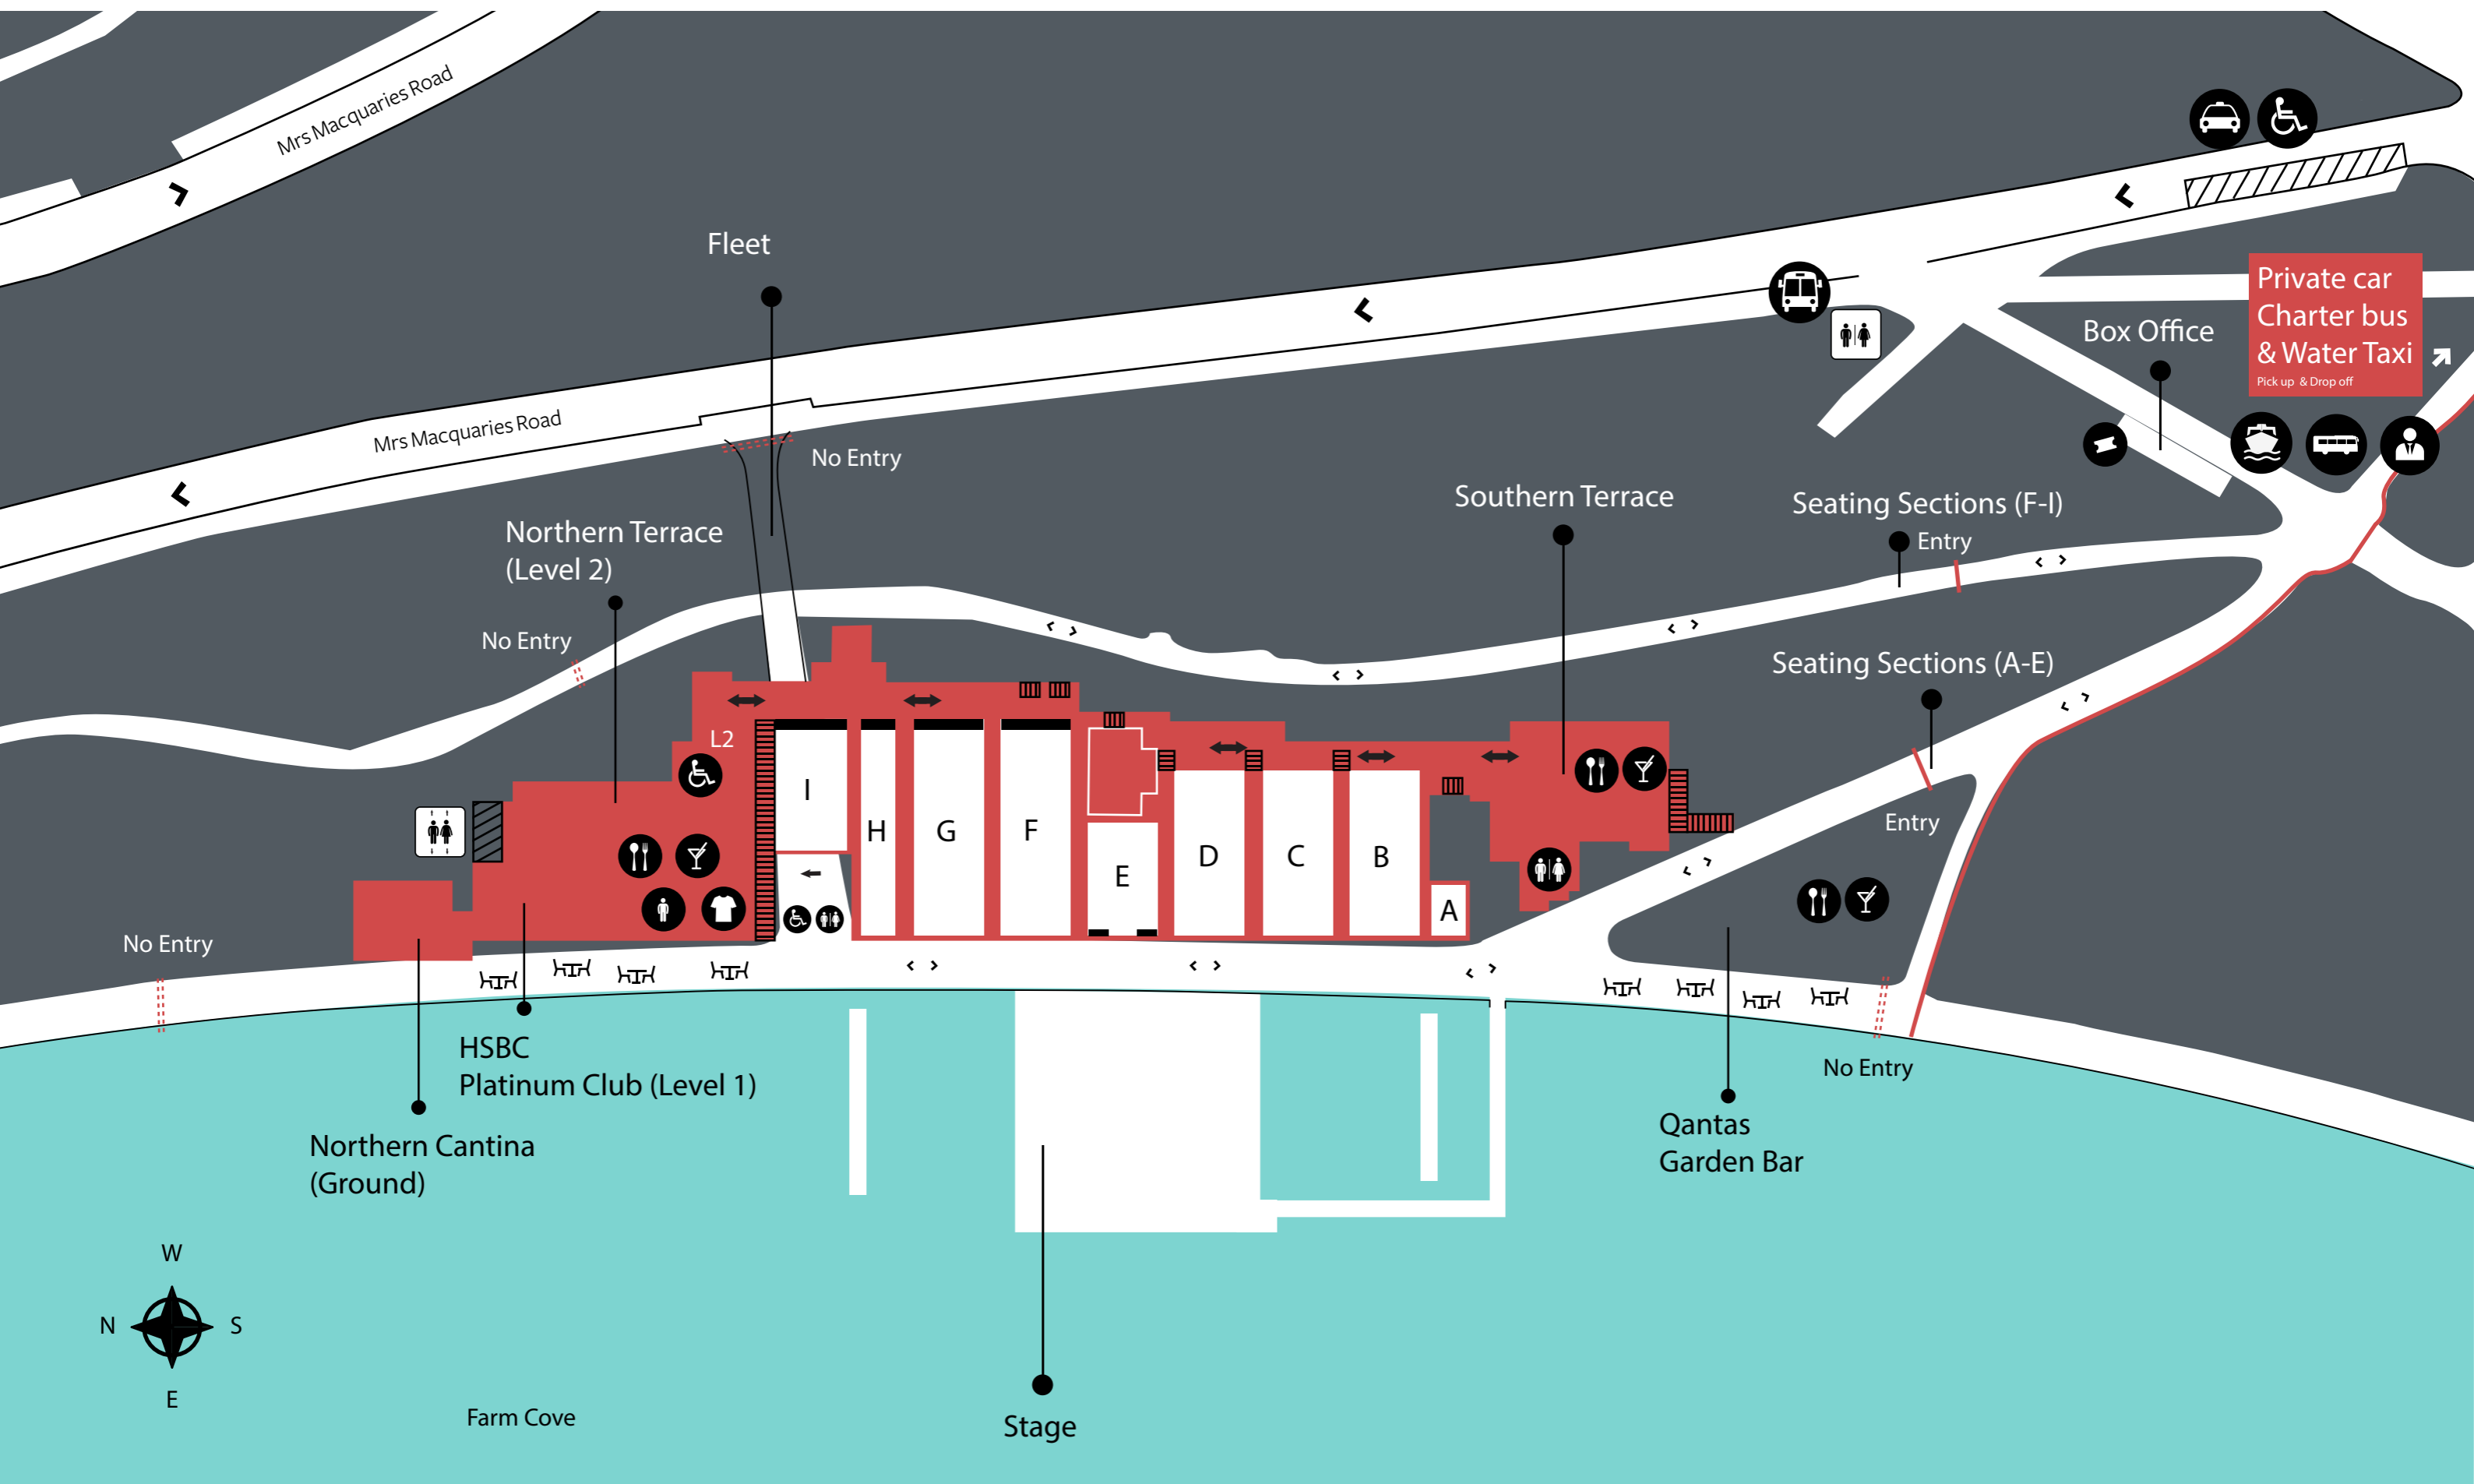 Mrs Macquaries Road
Fleet
Private car
Charter bus
& Water Taxi
Pick up & Drop off
Box Office
Mrs Macquaries Road
No Entry
Southern Terrace
Seating Sections (F-I)
Entry
Northern Terrace
(Level 2)
No Entry
Seating Sections (A-E)
L2
I
H
G
F
E
D
C
B
A
Entry
No Entry
HSBC
Platinum Club (Level 1)
No Entry
Northern Cantina
(Ground)
Qantas
Garden Bar
W
N
S
E
Farm Cove
Stage